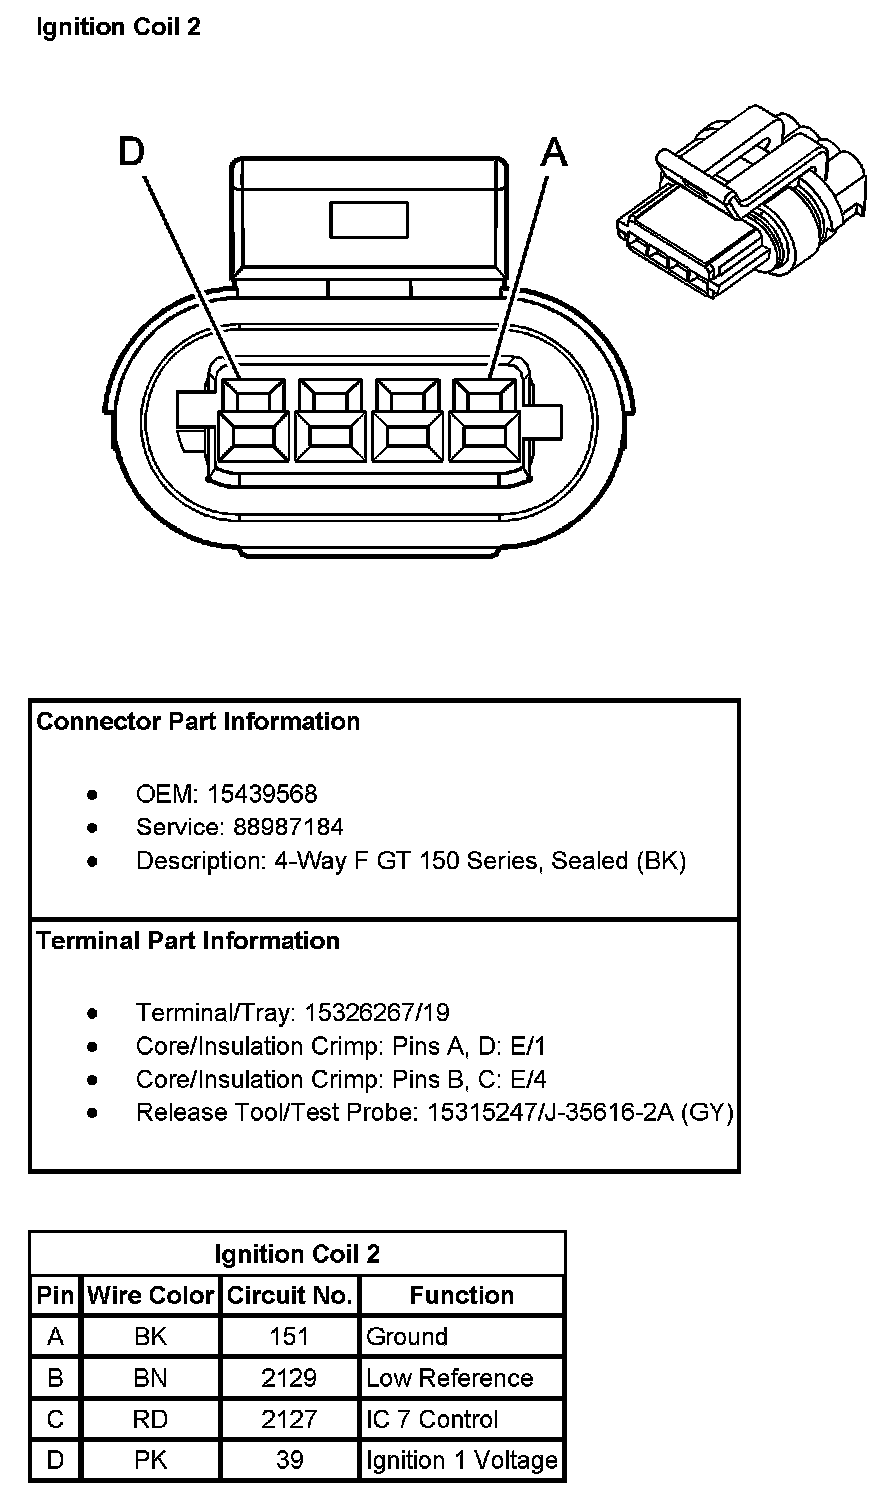 Ignition Coil 2
D
A
Connector Part Information
• OEM: 15439568
• Service: 88987184
• Description: 4-Way F GT 150 Series, Sealed (BK)
Terminal Part Information
• Terminal/Tray: 15326267/19
• Core/Insulation Crimp: Pins A, D: E/1
• Core/Insulation Crimp: Pins B, C: E/4
• Release Tool/Test Probe: 15315247/J-35616-2A (GY)
Ignition Coil 2
Pin Wire Color Circuit No. Function
A BK 151 Ground
B BN 2129 Low Reference
C RD 2127 IC 7 Control
D PK 39 Ignition 1 Voltage